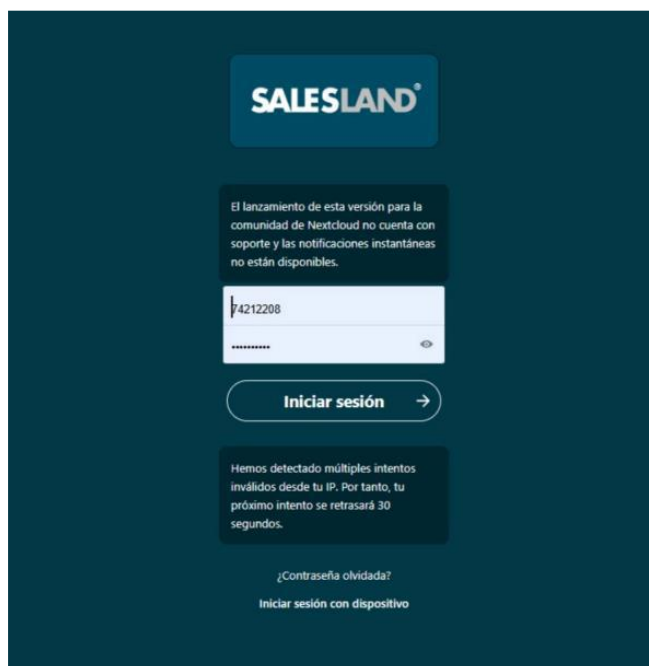 SALESLAND®
El lanzamiento de esta versión para la
comunidad de Nextcloud no cuenta con
soporte y las notificaciones instantáneas
no están disponibles.
74212208
••••••••••
Iniciar sesión →
Hemos detectado múltiples intentos
inválidos desde tu IP. Por tanto, tu
próximo intento se retrasará 30
segundos.
¿Contraseña olvidada?
Iniciar sesión con dispositivo